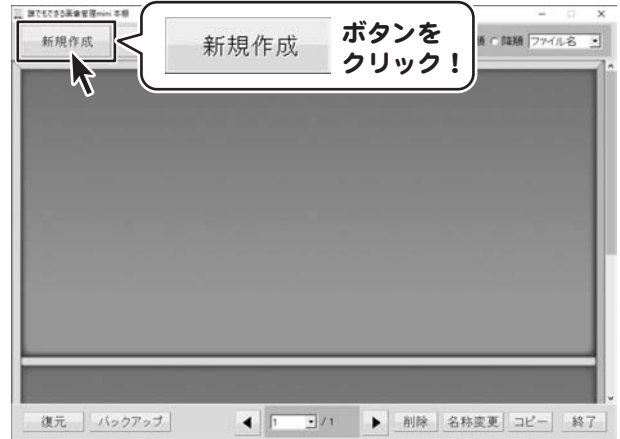 誰でもできる画像管理mini 本棚
新規作成
新規作成
ボタンを
クリック！
順 降順 ファイル名
復元 バックアップ 1 / 1 削除 名称変更 コピー 終了